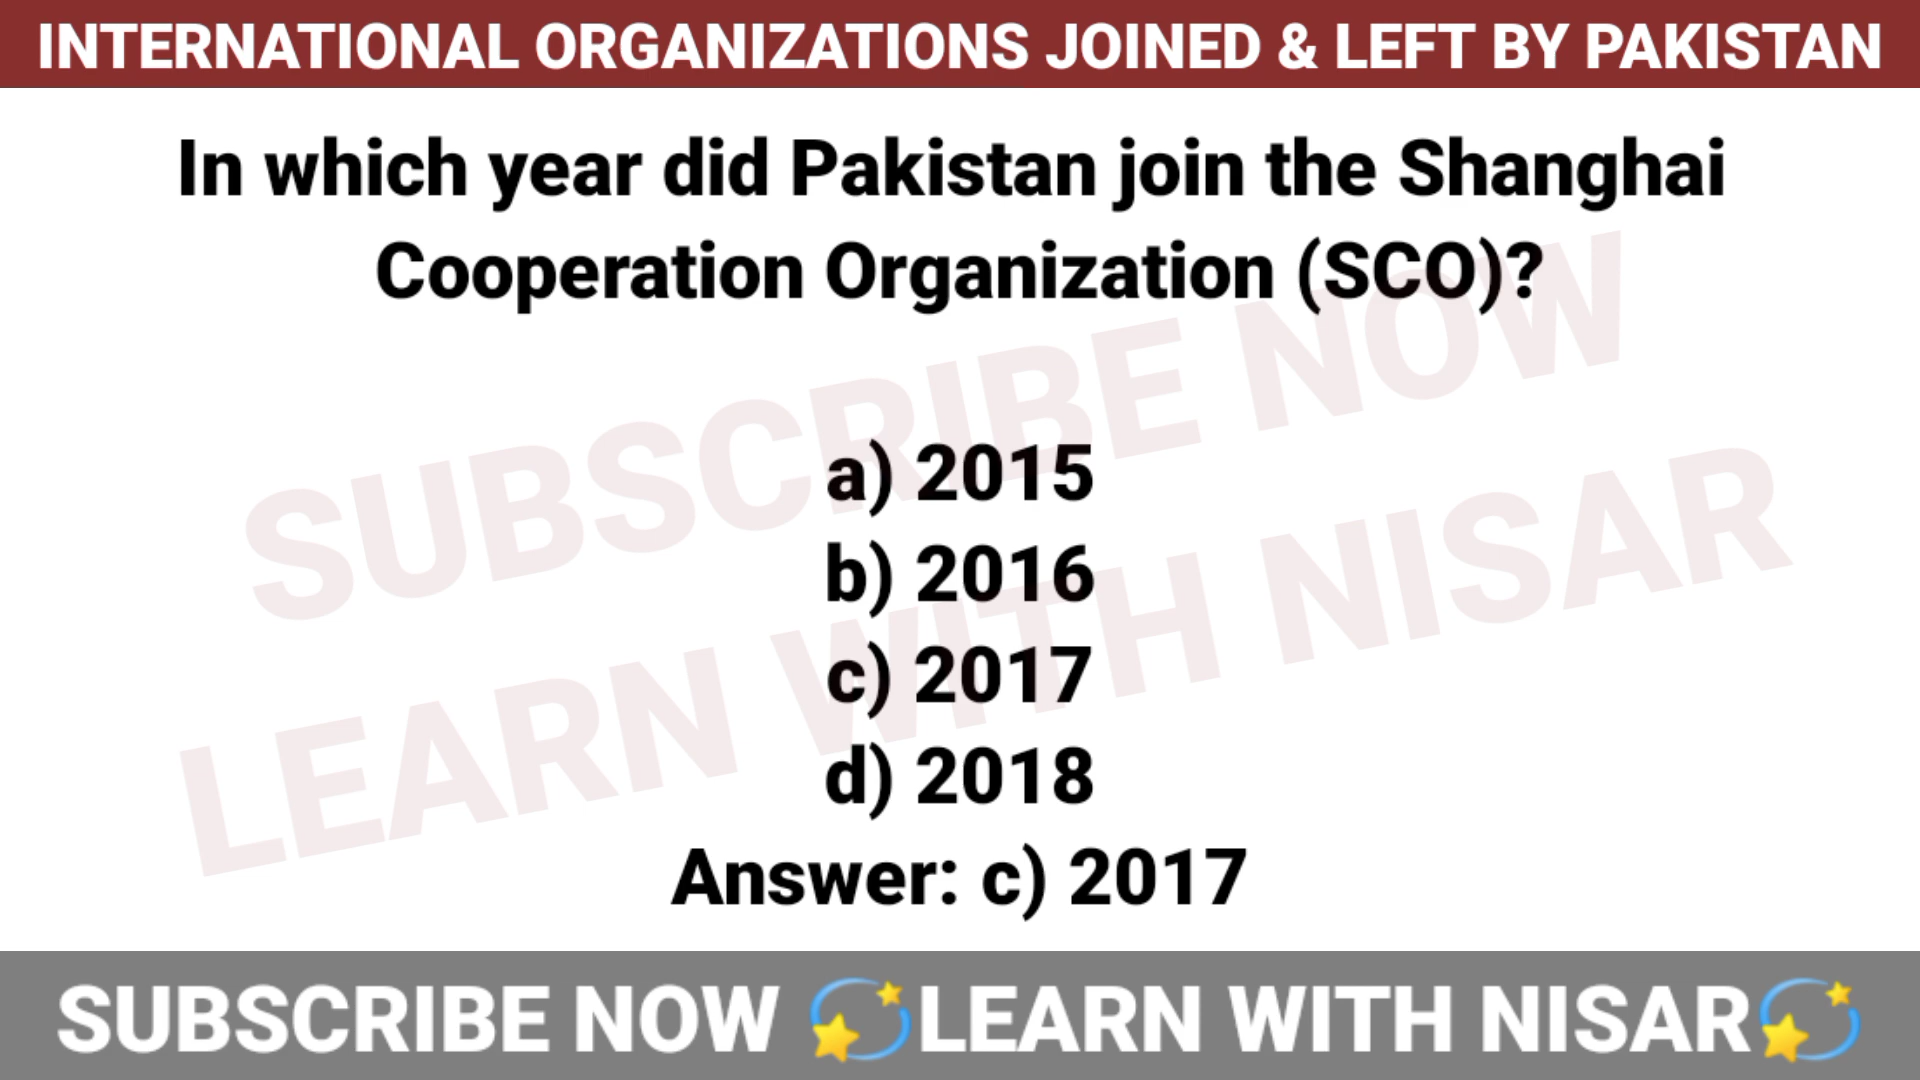 INTERNATIONAL ORGANIZATIONS JOINED & LEFT BY PAKISTAN
In which year did Pakistan join the Shanghai
Cooperation Organization (SCO)?
SUBSCRIBE NOW
LEARN WITH NISAR
a) 2015
b) 2016
c) 2017
d) 2018
Answer: c) 2017
SUBSCRIBE NOW 💫LEARN WITH NISAR💫